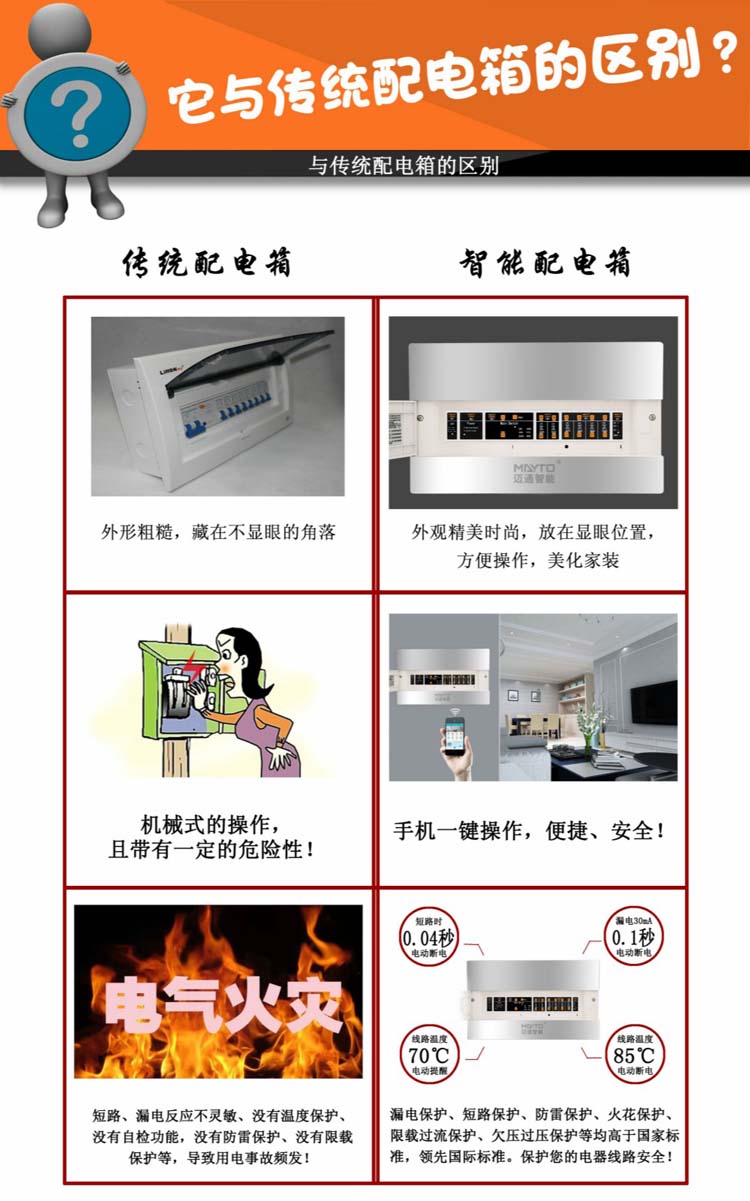 它与传统配电箱的区别？
与传统配电箱的区别
传统配电箱
智能配电箱
MAYTO
迈通智能
外形粗糙，藏在不显眼的角落
外观精美时尚，放在显眼位置，
方便操作，美化家装
机械式的操作，
且带有一定的危险性！
手机一键操作，便捷、安全！
电气火灾
短路时
0.04秒
电动断电
漏电30mA
0.1秒
电动断电
MAYTO
迈通智能
线路温度
70℃
电动提醒
线路温度
85℃
电动断电
短路、漏电反应不灵敏、没有温度保护、
没有自检功能，没有防雷保护、没有限载
保护等，导致用电事故频发！
漏电保护、短路保护、防雷保护、火花保护、
限载过流保护、欠压过压保护等均高于国家标
准，领先国际标准。保护您的电器线路安全！